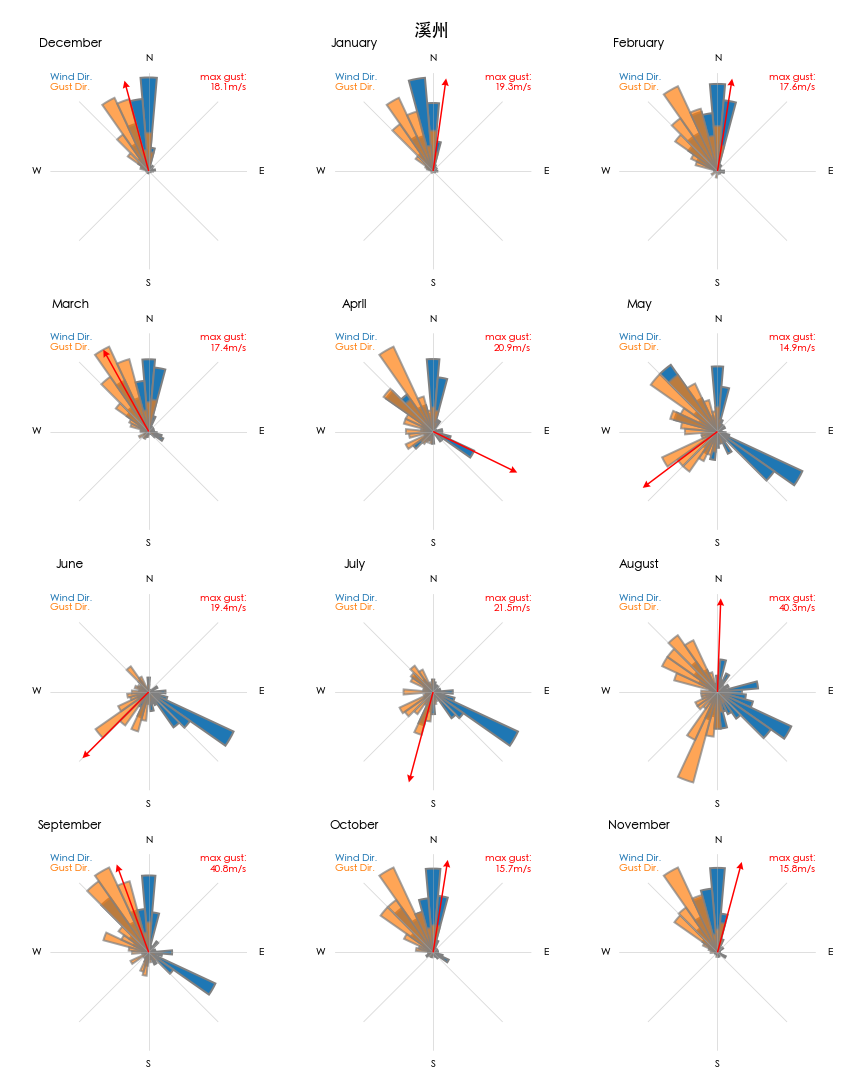 溪州
December
N
Wind Dir.
Gust Dir.
max gust:
18.1m/s
W
E
S
January
N
Wind Dir.
Gust Dir.
max gust:
19.3m/s
W
E
S
February
N
Wind Dir.
Gust Dir.
max gust:
17.6m/s
W
E
S
March
N
Wind Dir.
Gust Dir.
max gust:
17.4m/s
W
E
S
April
N
Wind Dir.
Gust Dir.
max gust:
20.9m/s
W
E
S
May
N
Wind Dir.
Gust Dir.
max gust:
14.9m/s
W
E
S
June
N
Wind Dir.
Gust Dir.
max gust:
19.4m/s
W
E
S
July
N
Wind Dir.
Gust Dir.
max gust:
21.5m/s
W
E
S
August
N
Wind Dir.
Gust Dir.
max gust:
40.3m/s
W
E
S
September
N
Wind Dir.
Gust Dir.
max gust:
40.8m/s
W
E
S
October
N
Wind Dir.
Gust Dir.
max gust:
15.7m/s
W
E
S
November
N
Wind Dir.
Gust Dir.
max gust:
15.8m/s
W
E
S